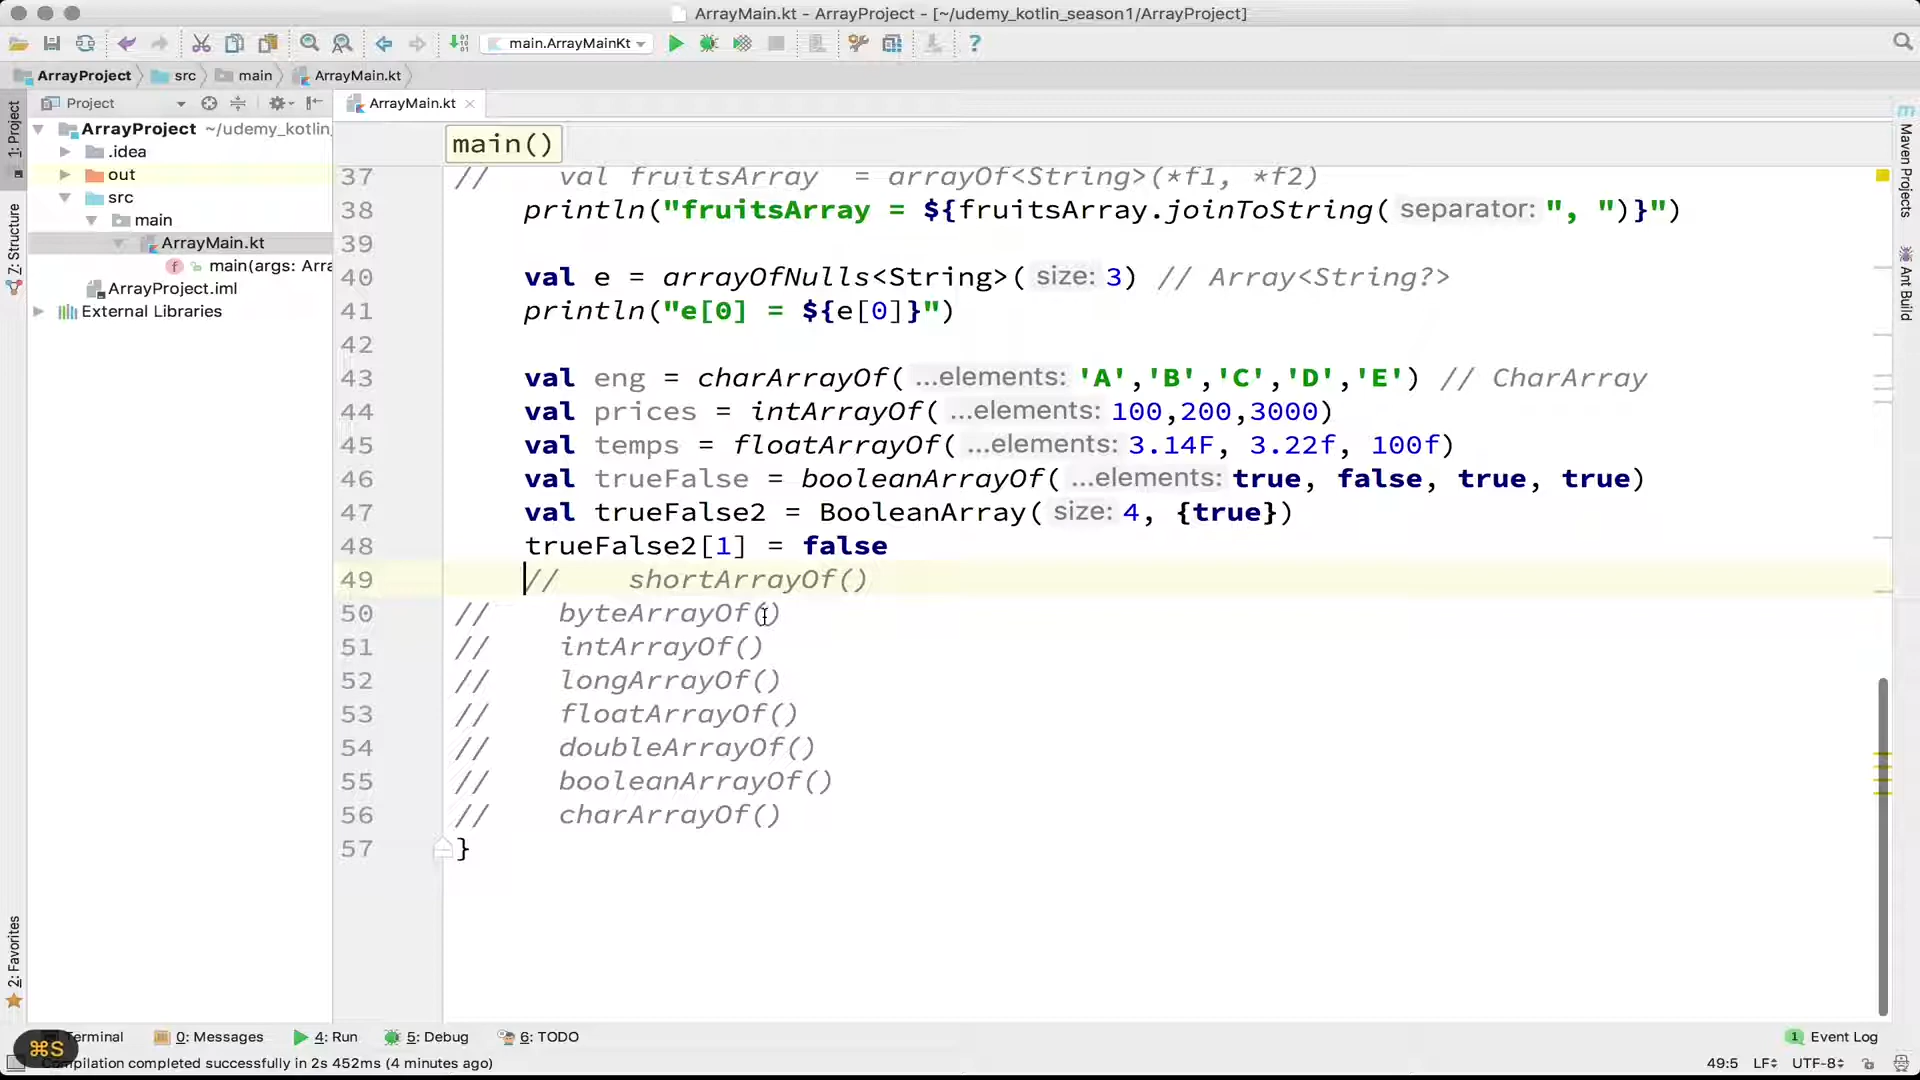 ArrayMain.kt - ArrayProject - [~/udemy_kotlin_season1/ArrayProject]
main.ArrayMainKt
ArrayProject src main ArrayMain.kt
Project
ArrayMain.kt
1: Project
Z: Structure
2: Favorites
ArrayProject ~/udemy_kotlin_
.idea
out
src
main
ArrayMain.kt
main(args: Arra
ArrayProject.iml
External Libraries
main()
37 //    val fruitsArray  = arrayOf<String>(*f1, *f2)
38 println("fruitsArray = ${fruitsArray.joinToString( separator: ", ")}")
39
40 val e = arrayOfNulls<String>( size: 3) // Array<String?>
41 println("e[0] = ${e[0]}")
42
43 val eng = charArrayOf( ...elements: 'A','B','C','D','E') // CharArray
44 val prices = intArrayOf( ...elements: 100,200,3000)
45 val temps = floatArrayOf( ...elements: 3.14F, 3.22f, 100f)
46 val trueFalse = booleanArrayOf( ...elements: true, false, true, true)
47 val trueFalse2 = BooleanArray( size: 4, {true})
48 trueFalse2[1] = false
49 //    shortArrayOf()
50 //    byteArrayOf()
51 //    intArrayOf()
52 //    longArrayOf()
53 //    floatArrayOf()
54 //    doubleArrayOf()
55 //    booleanArrayOf()
56 //    charArrayOf()
57 }
Maven Projects
Ant Build
Terminal 0: Messages 4: Run 5: Debug 6: TODO 1 Event Log
⌘S
ompilation completed successfully in 2s 452ms (4 minutes ago) 49:5 LF UTF-8